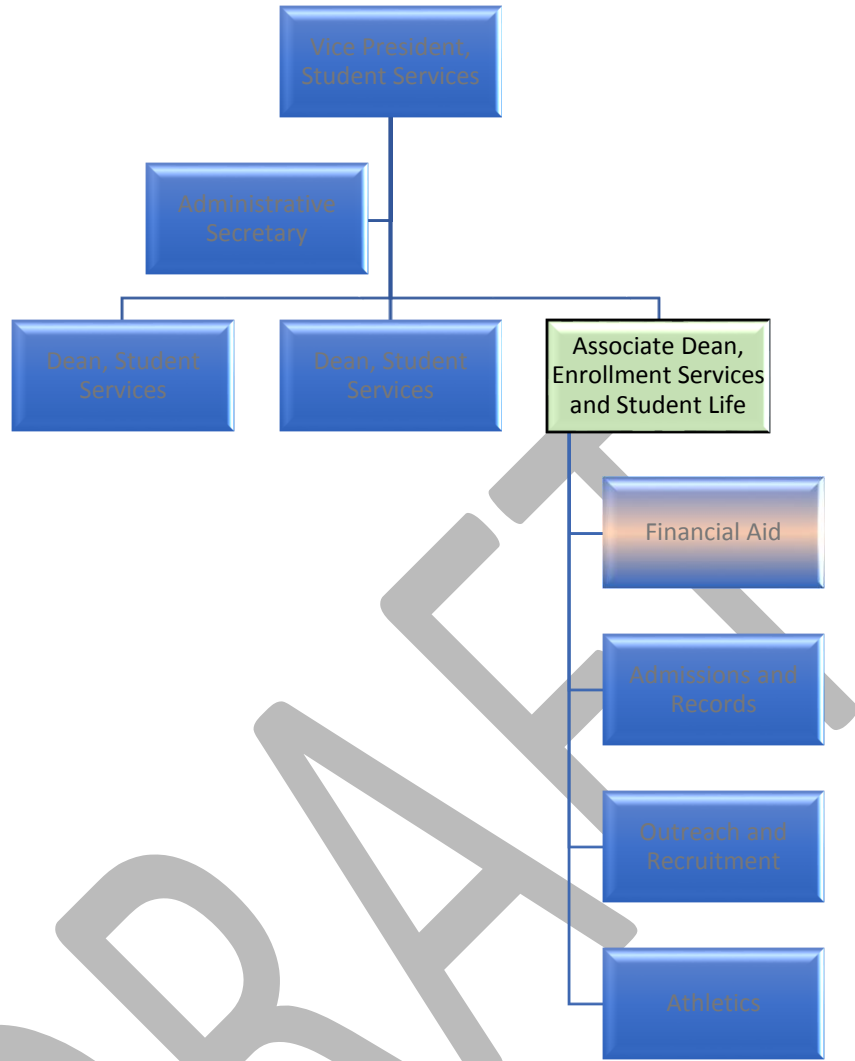 Vice President,
Student Services
Administrative
Secretary
Dean, Student
Services
Dean, Student
Services
Associate Dean,
Enrollment Services
and Student Life
Financial Aid
Admissions and
Records
Outreach and
Recruitment
Athletics
DRAFT